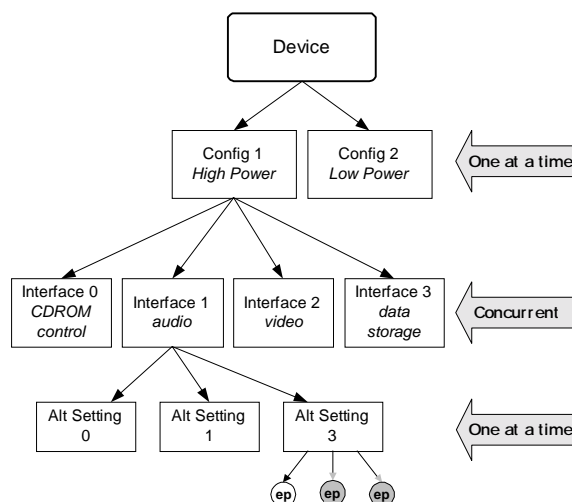 Device
Config 1
High Power
Config 2
Low Power
One at a time
Interface 0
CDROM
control
Interface 1
audio
Interface 2
video
Interface 3
data
storage
Concurrent
Alt Setting
0
Alt Setting
1
Alt Setting
3
One at a time
ep
ep
ep